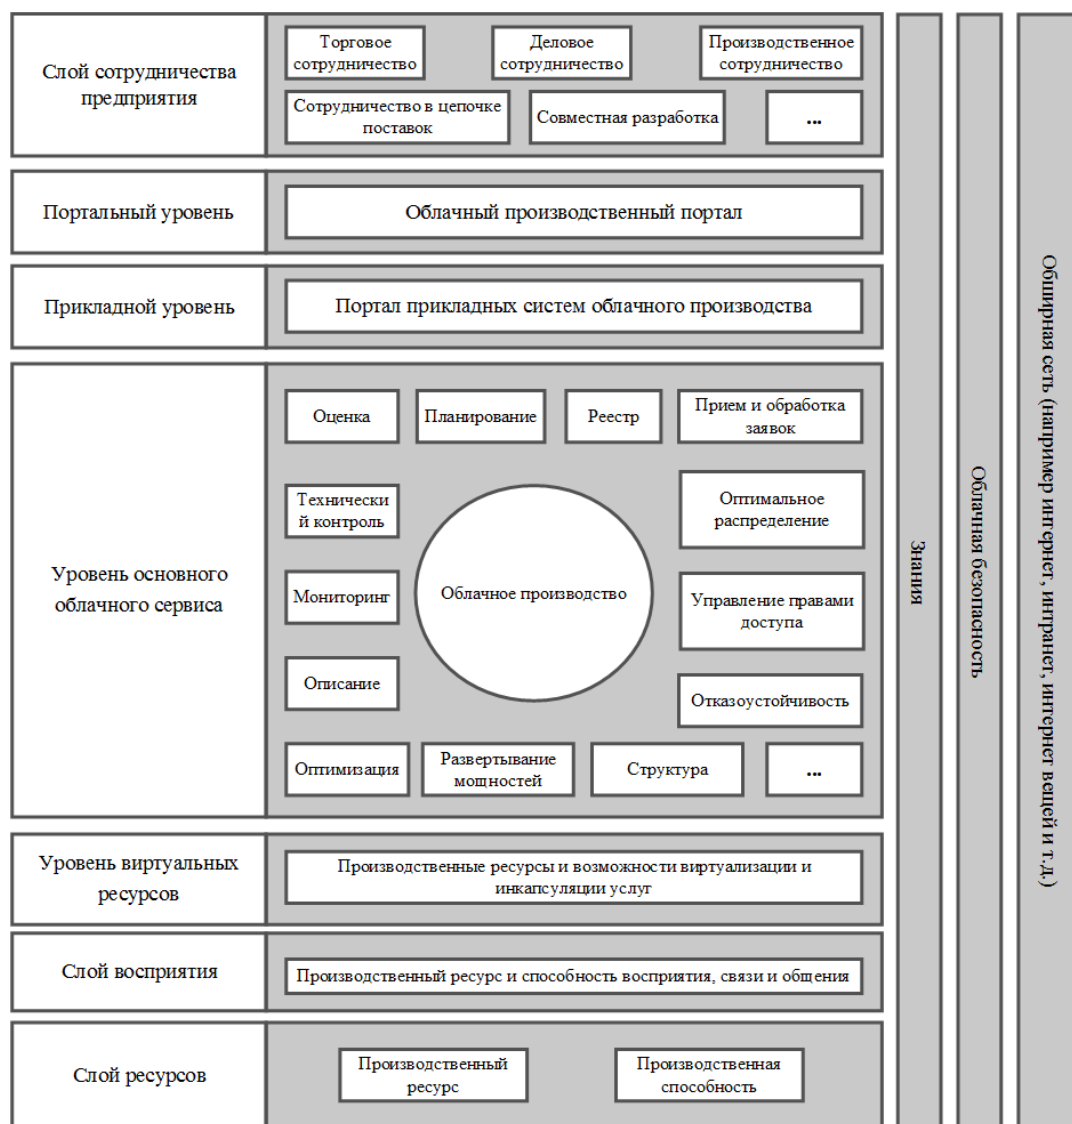 Слой сотрудничества
предприятия
Торговое
сотрудничество
Деловое
сотрудничество
Производственное
сотрудничество
Сотрудничество в цепочке
поставок
Совместная разработка
...
Портальный уровень
Облачный производственный портал
Прикладной уровень
Портал прикладных систем облачного производства
Уровень основного
облачного сервиса
Оценка
Планирование
Реестр
Прием и обработка
заявок
Технически
й контроль
Оптимальное
распределение
Мониторинг
Облачное производство
Управление правами
доступа
Описание
Отказоустойчивость
Оптимизация
Развертывание
мощностей
Структура
...
Уровень виртуальных
ресурсов
Производственные ресурсы и возможности виртуализации и
инкапсуляции услуг
Слой восприятия
Производственный ресурс и способность восприятия, связи и общения
Слой ресурсов
Производственный
ресурс
Производственная
способность
Знания
Облачная безопасность
Обширная сеть (например интернет, интранет, интернет вещей и т.д.)